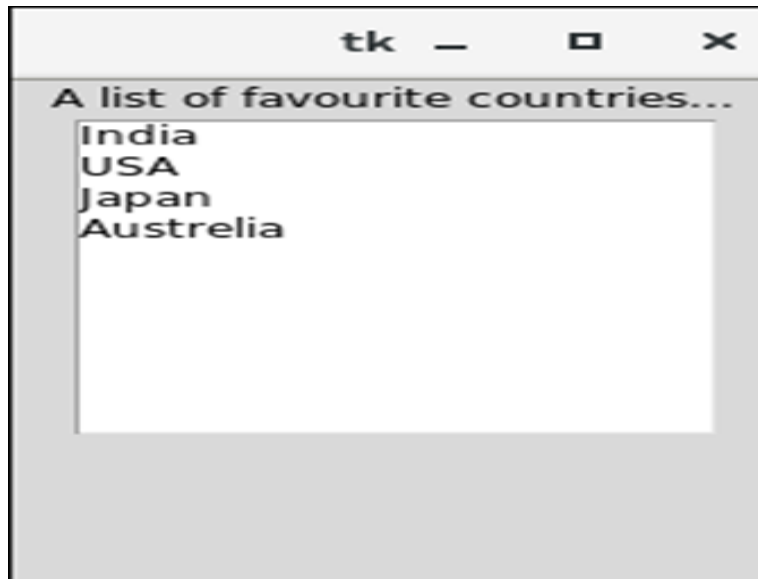 tk
A list of favourite countries...
India
USA
Japan
Austrelia